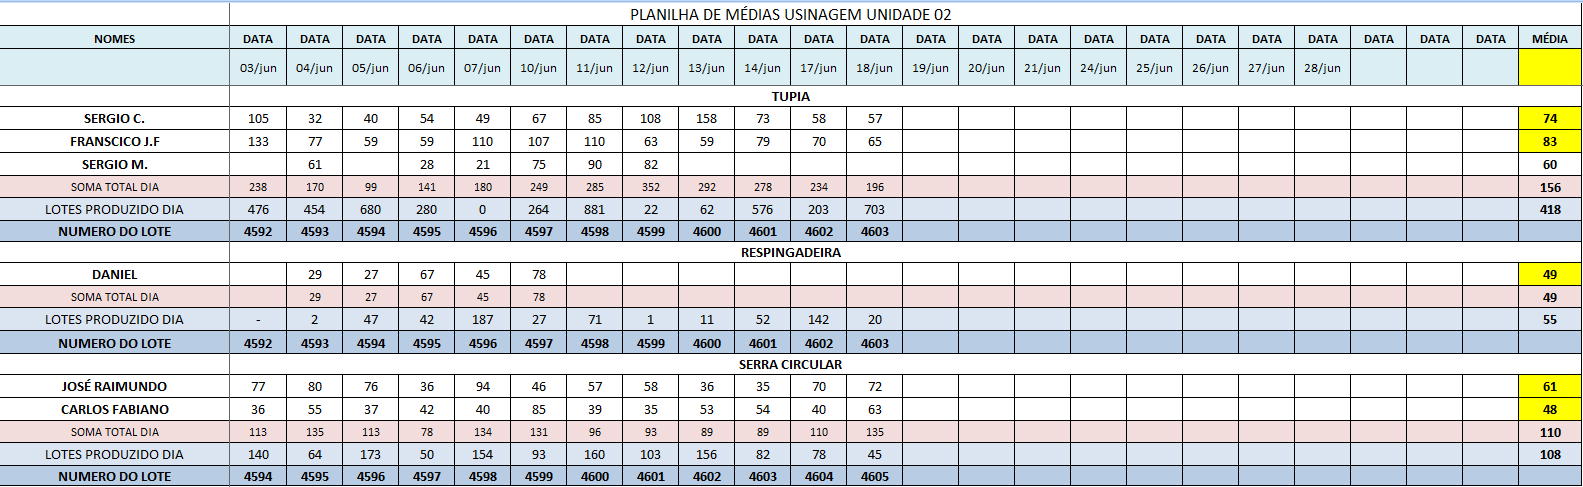 PLANILHA DE MÉDIAS USINAGEM UNIDADE 02
NOMES DATA DATA DATA DATA DATA DATA DATA DATA DATA DATA DATA DATA DATA DATA DATA DATA DATA DATA DATA DATA DATA DATA DATA MÉDIA
03/jun 04/jun 05/jun 06/jun 07/jun 10/jun 11/jun 12/jun 13/jun 14/jun 17/jun 18/jun 19/jun 20/jun 21/jun 24/jun 25/jun 26/jun 27/jun 28/jun
TUPIA
SERGIO C. 105 32 40 54 49 67 85 108 158 73 58 57 74
FRANSCICO J.F 133 77 59 59 110 107 110 63 59 79 70 65 83
SERGIO M. 61 28 21 75 90 82 60
SOMA TOTAL DIA 238 170 99 141 180 249 285 352 292 278 234 196 156
LOTES PRODUZIDO DIA 476 454 680 280 0 264 881 22 62 576 203 703 418
NUMERO DO LOTE 4592 4593 4594 4595 4596 4597 4598 4599 4600 4601 4602 4603
RESPINGADEIRA
DANIEL 29 27 67 45 78 49
SOMA TOTAL DIA 29 27 67 45 78 49
LOTES PRODUZIDO DIA - 2 47 42 187 27 71 1 11 52 142 20 55
NUMERO DO LOTE 4592 4593 4594 4595 4596 4597 4598 4599 4600 4601 4602 4603
SERRA CIRCULAR
JOSÉ RAIMUNDO 77 80 76 36 94 46 57 58 36 35 70 72 61
CARLOS FABIANO 36 55 37 42 40 85 39 35 53 54 40 63 48
SOMA TOTAL DIA 113 135 113 78 134 131 96 93 89 89 110 135 110
LOTES PRODUZIDO DIA 140 64 173 50 154 93 160 103 156 82 78 45 108
NUMERO DO LOTE 4594 4595 4596 4597 4598 4599 4600 4601 4602 4603 4604 4605